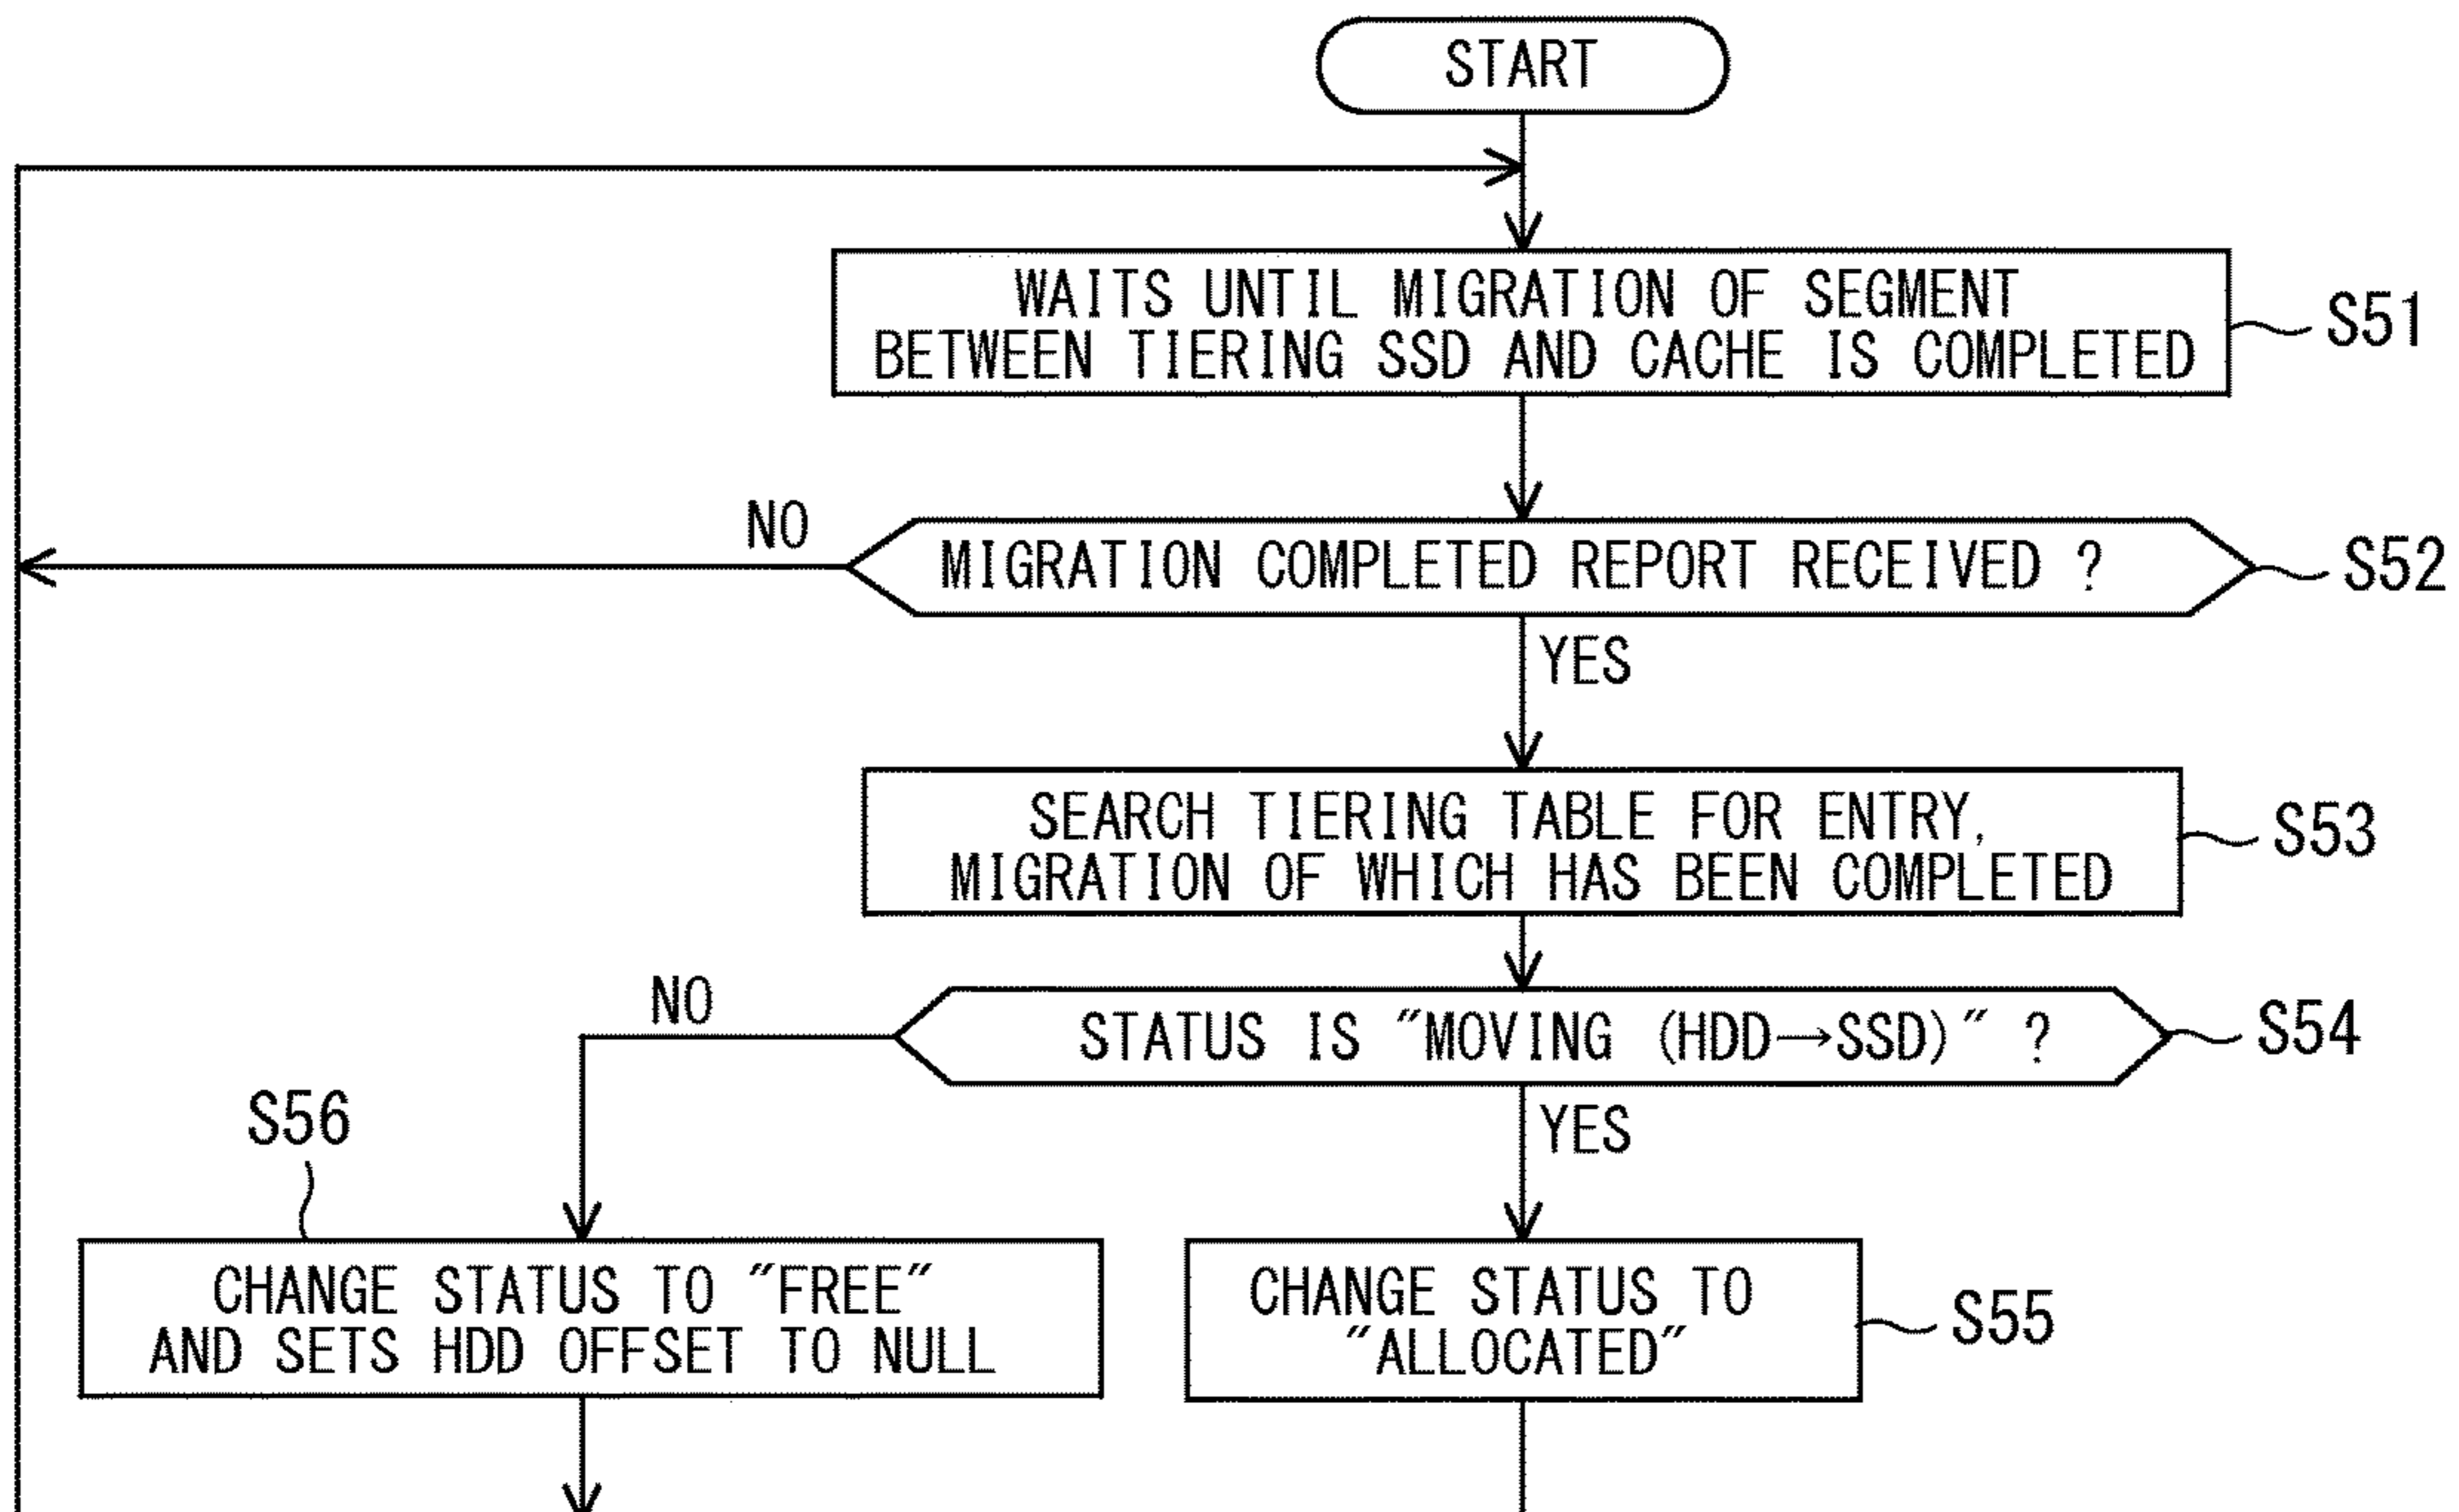 START
WAITS UNTIL MIGRATION OF SEGMENT
BETWEEN TIERING SSD AND CACHE IS COMPLETED
S51
NO
MIGRATION COMPLETED REPORT RECEIVED ?
S52
YES
SEARCH TIERING TABLE FOR ENTRY,
MIGRATION OF WHICH HAS BEEN COMPLETED
S53
NO
STATUS IS "MOVING (HDD→SSD)" ?
S54
YES
S56
CHANGE STATUS TO "FREE"
AND SETS HDD OFFSET TO NULL
CHANGE STATUS TO
"ALLOCATED"
S55